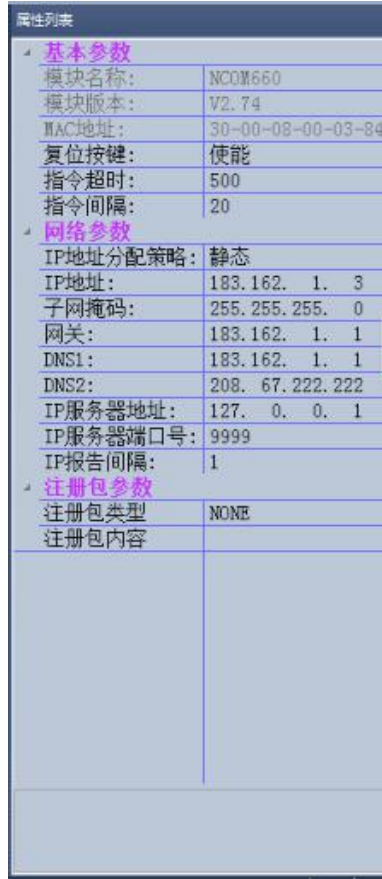 属性列表
基本参数
模块名称: NCOM660
模块版本: V2.74
MAC地址: 30-00-08-00-03-84
复位按键: 使能
指令超时: 500
指令间隔: 20
网络参数
IP地址分配策略: 静态
IP地址: 183.162. 1. 3
子网掩码: 255.255.255. 0
网关: 183.162. 1. 1
DNS1: 183.162. 1. 1
DNS2: 208. 67.222.222
IP服务器地址: 127. 0. 0. 1
IP服务器端口号: 9999
IP报告间隔: 1
注册包参数
注册包类型 NONE
注册包内容